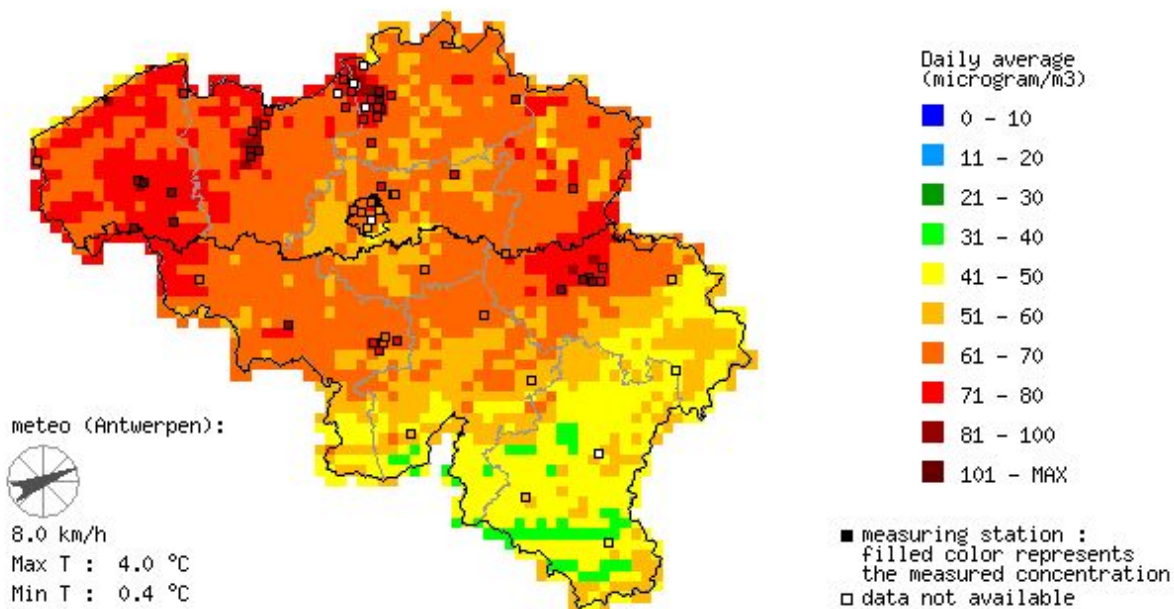 Daily average
(microgram/m3)
0 - 10
11 - 20
21 - 30
31 - 40
41 - 50
51 - 60
61 - 70
71 - 80
81 - 100
101 - MAX
meteo (Antwerpen):
8.0 km/h
Max T : 4.0 °C
Min T : 0.4 °C
measuring station :
filled color represents
the measured concentration
data not available